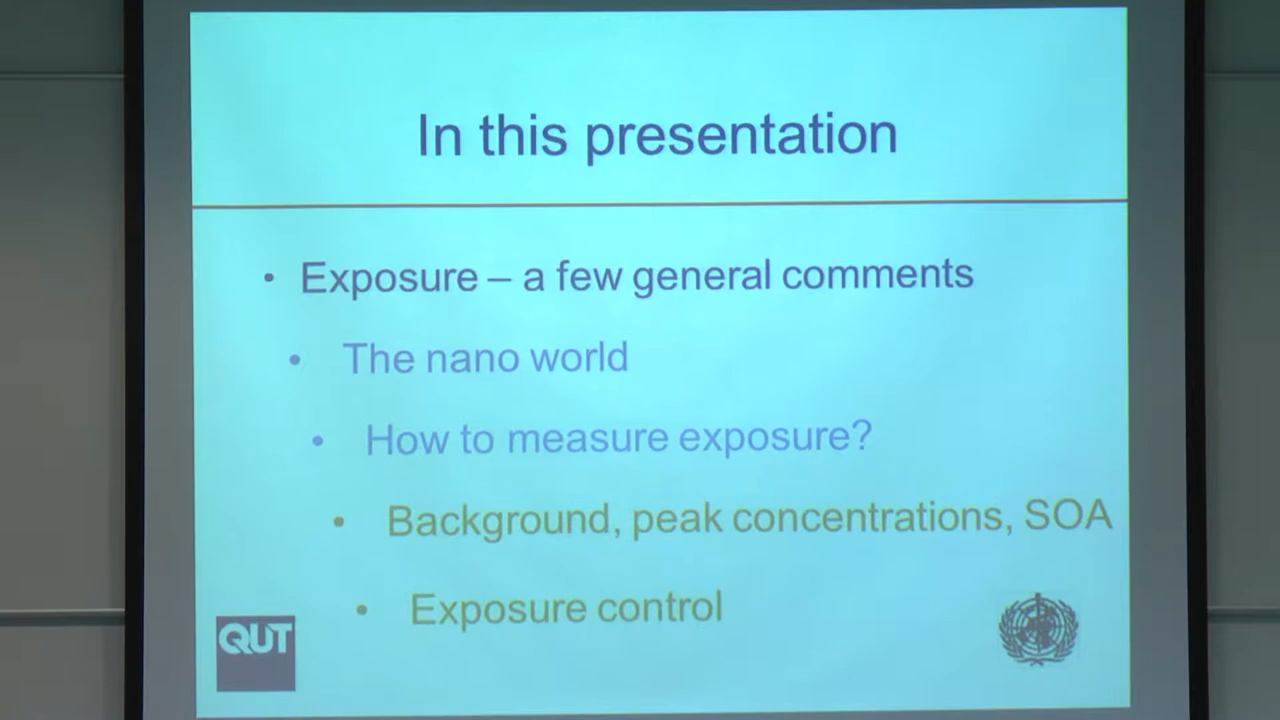 In this presentation
• Exposure – a few general comments
• The nano world
• How to measure exposure?
• Background, peak concentrations, SOA
• Exposure control
QUT